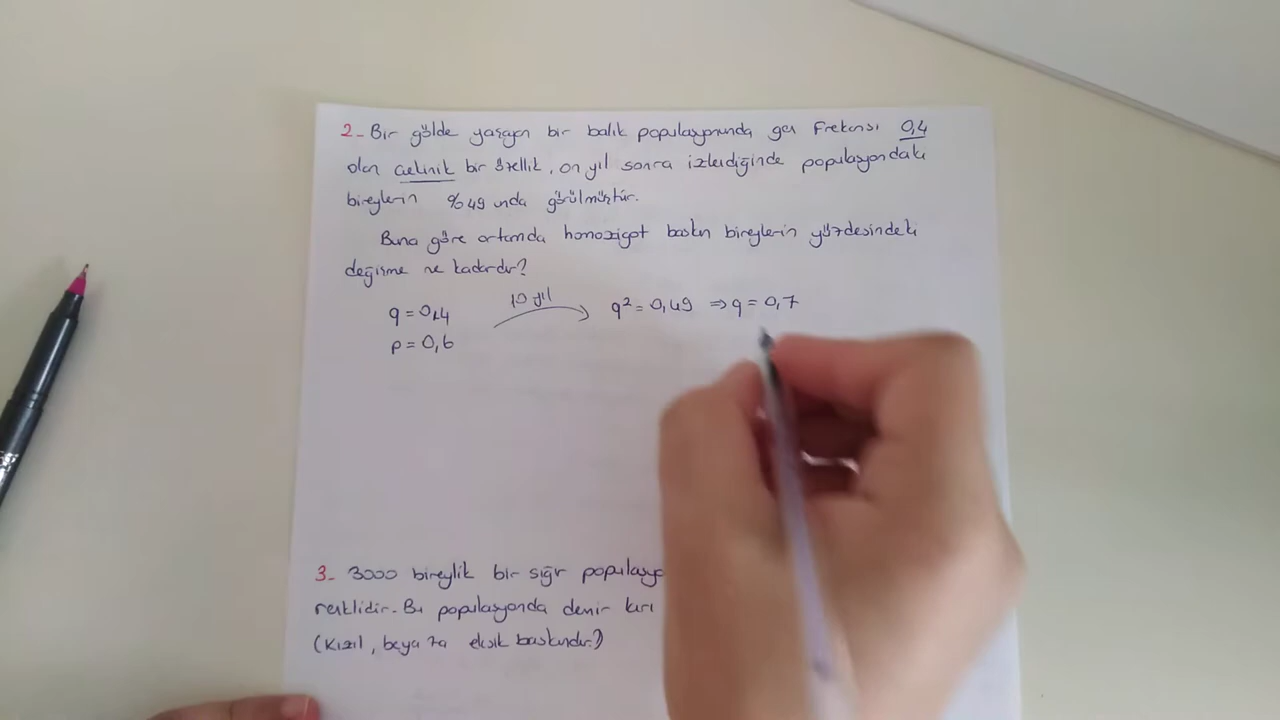 2- Bir gölde yaşayan bir balık populasyonunda gen frekansı 0,4
olan çekinik bir özellik, on yıl sonra izlendiğinde populasyondaki
bireylerin %49 unda görülmüştür.
Buna göre ortamda homozigot baskın bireylerin yüzdesindeki
değişme ne kadardır?
q = 0,4
10 yıl
q² = 0,49 ⇒ q = 0,7
p = 0,6
3- 3000 bireylik bir sığır populasyo
renklidir. Bu populasyonda demir kırı
(Kızıl, beyaza eksik baskındır.)